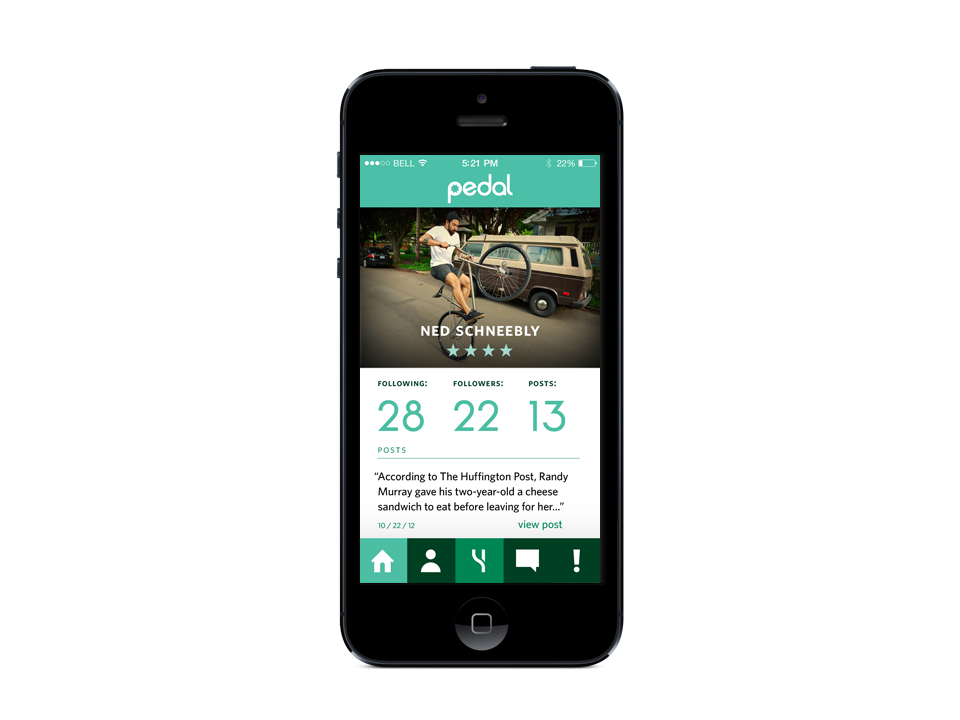 BELL 5:21 PM 22%
pedal
NED SCHNEEBLY
FOLLOWING: FOLLOWERS: POSTS:
28 22 13
POSTS
“According to The Huffington Post, Randy
Murray gave his two-year-old a cheese
sandwich to eat before leaving for her...”
10 / 22 / 12 view post
!